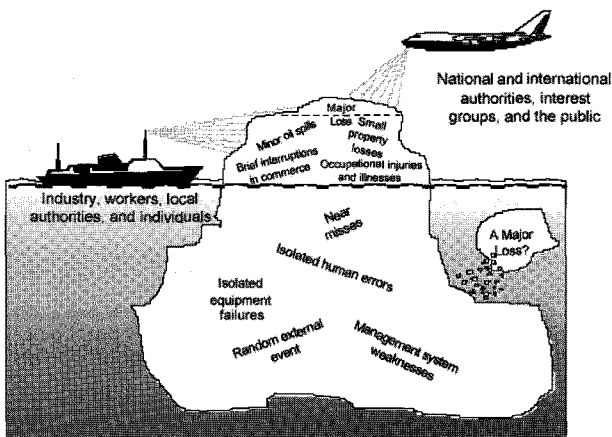 National and international
authorities, interest
groups, and the public
Major
Loss
Small
property
losses
Minor oil spills
Brief interruptions
in commerce
Occupational injuries
and illnesses
Industry, workers, local
authorities, and individuals
Near
misses
A Major
Loss?
Isolated human errors
Isolated
equipment
failures
Random external
event
Management system
weaknesses